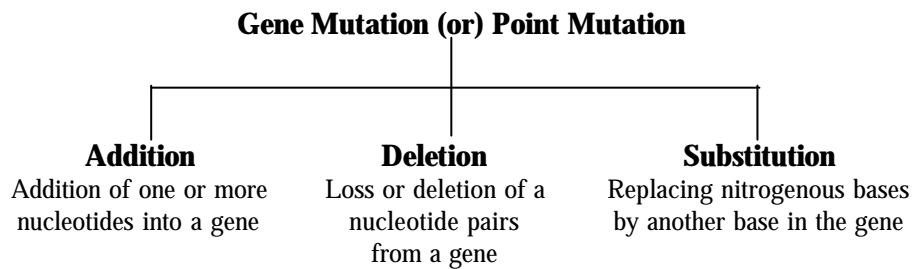 Gene Mutation (or) Point Mutation
Addition
Addition of one or more
nucleotides into a gene
Deletion
Loss or deletion of a
nucleotide pairs
from a gene
Substitution
Replacing nitrogenous bases
by another base in the gene